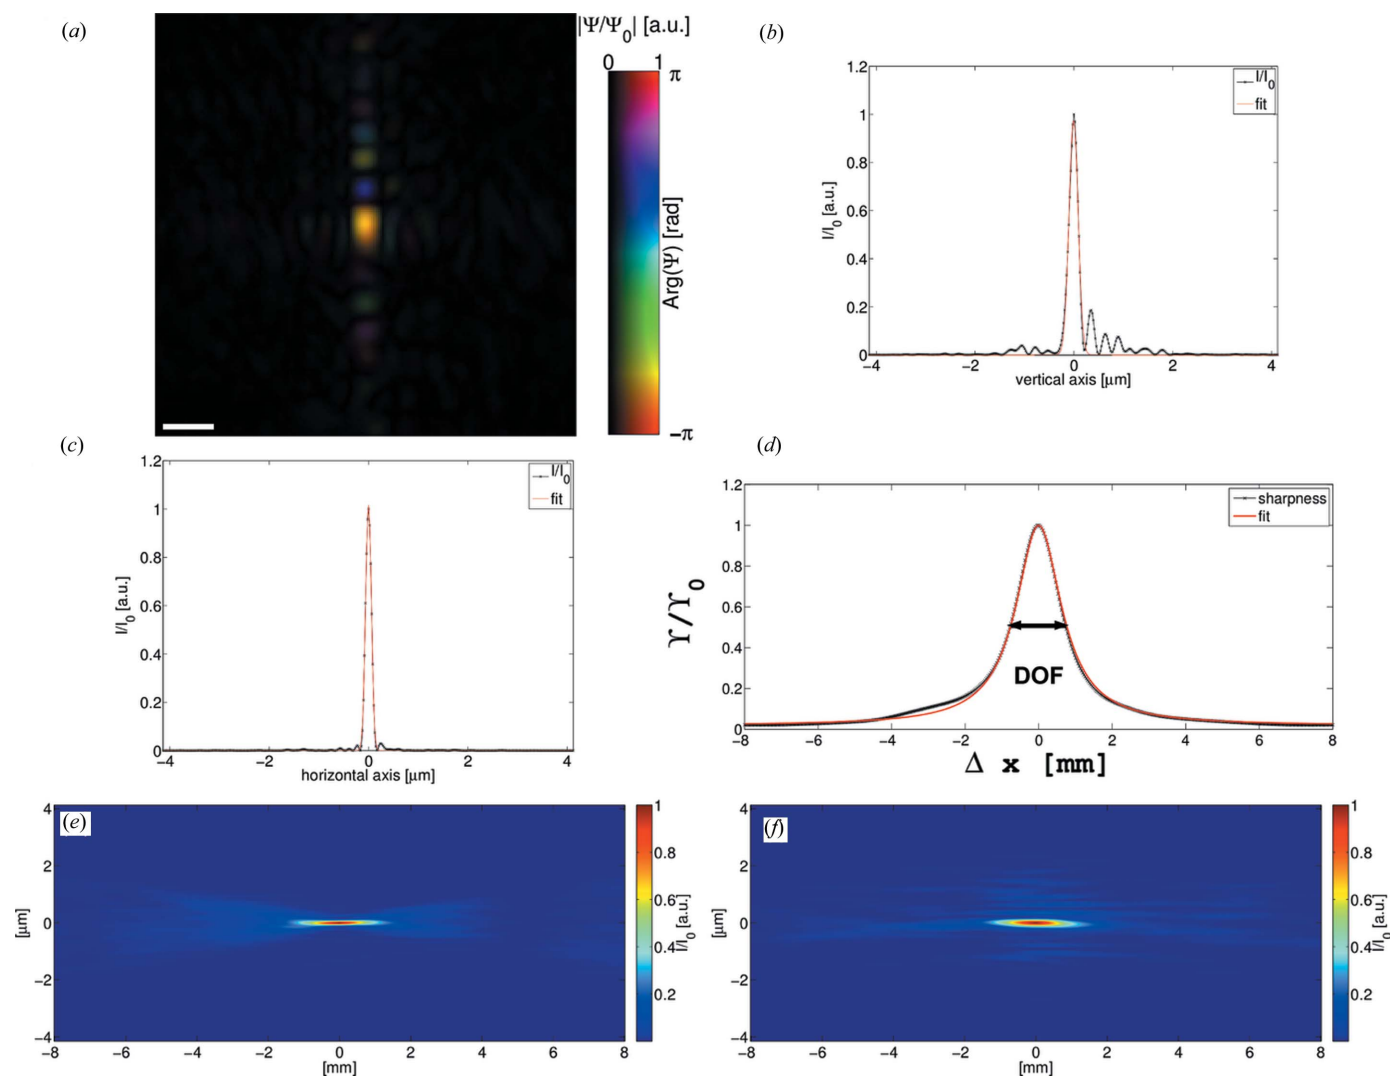 (a)
|Ψ/Ψ0| [a.u.]
0 1
π
Arg(Ψ) [rad]
−π
(b)
1.2
1
0.8
0.6
0.4
0.2
0
I/I0 [a.u.]
−4 −2 0 2 4
vertical axis [μm]
I/I0
fit
(c)
1.2
1
0.8
0.6
0.4
0.2
0
I/I0 [a.u.]
−4 −2 0 2 4
horizontal axis [μm]
I/I0
fit
(d)
1.2
1
0.8
0.6
0.4
0.2
0
ϒ/ϒ0
−8 −6 −4 −2 0 2 4 6 8
Δ x [mm]
sharpness
fit
DOF
(e)
4
2
0
−2
−4
[μm]
−8 −6 −4 −2 0 2 4 6 8
[mm]
1
0.8
0.6
0.4
0.2
I/I0 [a.u.]
(f)
4
2
0
−2
−4
[μm]
−8 −6 −4 −2 0 2 4 6 8
[mm]
1
0.8
0.6
0.4
0.2
I/I0 [a.u.]